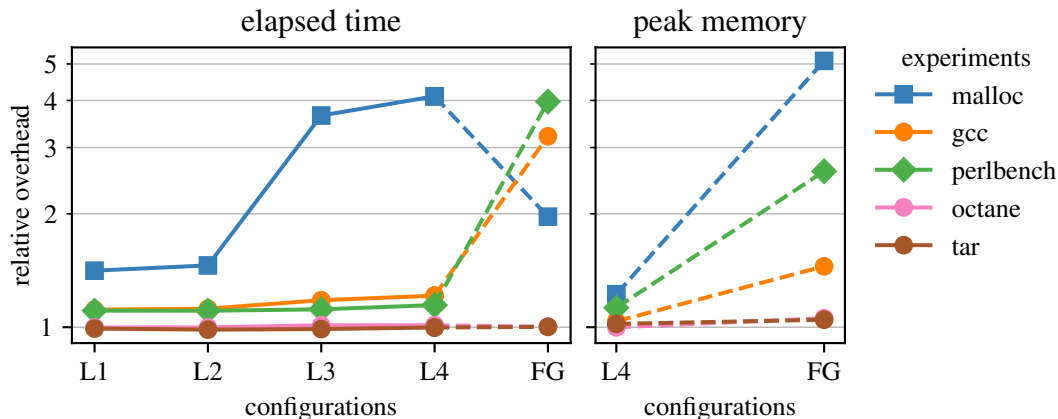 elapsed time
peak memory
relative overhead
5
4
3
2
1
L1 L2 L3 L4 FG
configurations
L4 FG
configurations
experiments
malloc
gcc
perlbench
octane
tar